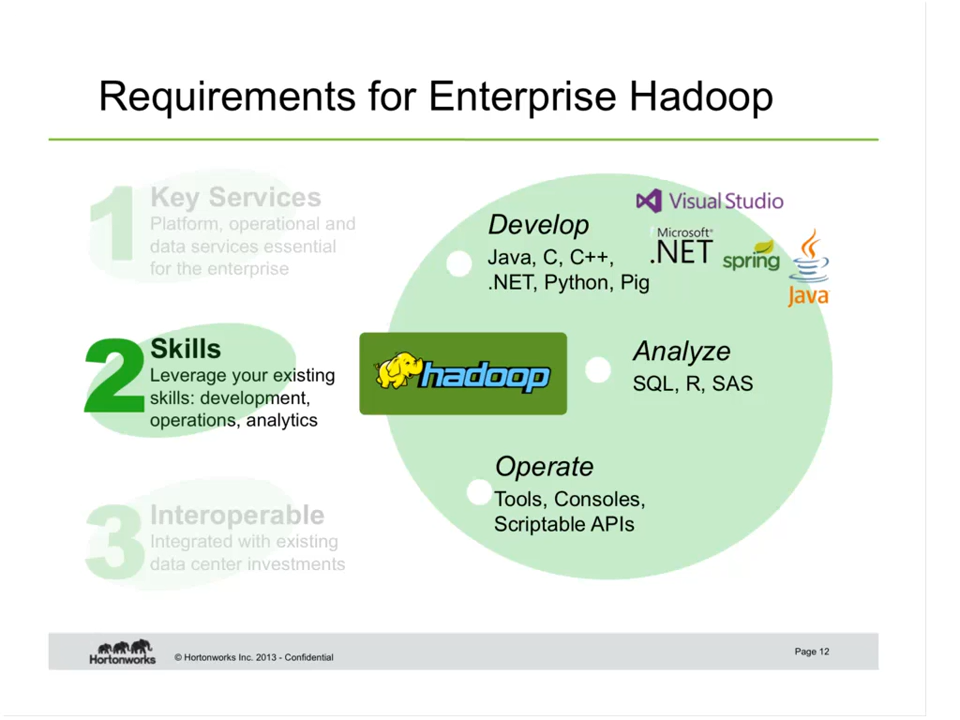 Requirements for Enterprise Hadoop
1
Key Services
Platform, operational and
data services essential
for the enterprise
2
Skills
Leverage your existing
skills: development,
operations, analytics
3
Interoperable
Integrated with existing
data center investments
hadoop
Develop
Java, C, C++,
.NET, Python, Pig
Visual Studio
Microsoft®
.NET
spring
Java
Analyze
SQL, R, SAS
Operate
Tools, Consoles,
Scriptable APIs
Hortonworks
© Hortonworks Inc. 2013 - Confidential
Page 12